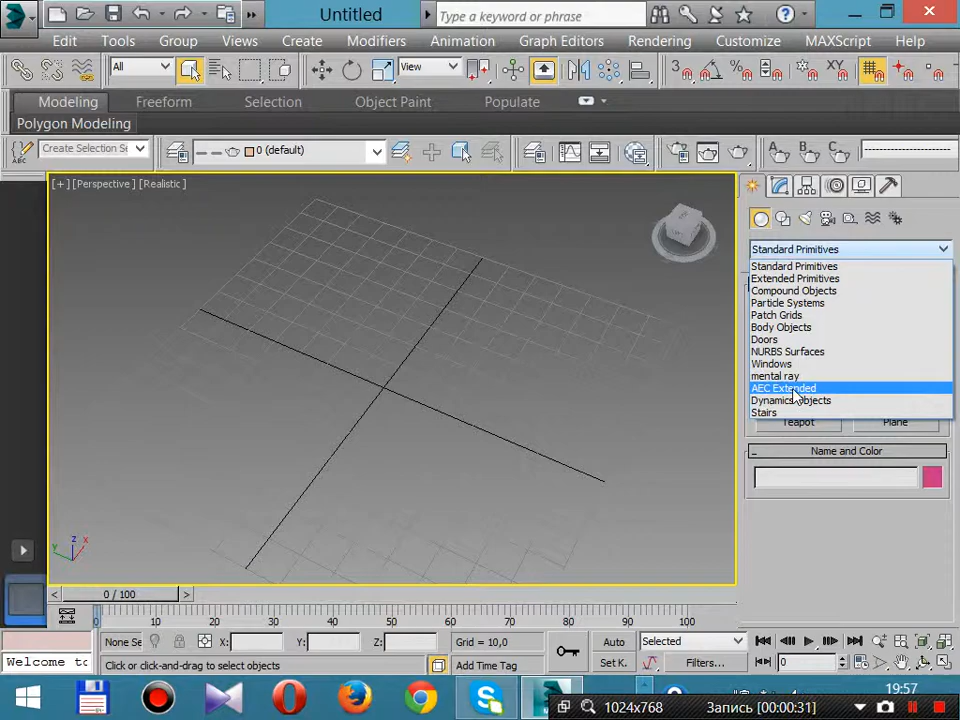 Untitled
Type a keyword or phrase
Edit Tools Group Views Create Modifiers Animation Graph Editors Rendering Customize MAXScript Help
All
View
3
%
XY
Modeling Freeform Selection Object Paint Populate
Polygon Modeling
ABC
Create Selection Se
0 (default)
A
B
C
[+] [Perspective] [Realistic]
Standard Primitives
Standard Primitives
Extended Primitives
Compound Objects
Particle Systems
Patch Grids
Body Objects
Doors
NURBS Surfaces
Windows
mental ray
AEC Extended
Dynamics Objects
Stairs
Teapot Plane
- Name and Color
z
y
x
< 0 / 100 >
0 10 20 30 40 50 60 70 80 90 100
None Se X: Y: Z: Grid = 10,0 Auto Selected
Welcome to Click or click-and-drag to select objects Add Time Tag Set K. Filters... 0
19:57
1024x768 Запись [00:00:31]